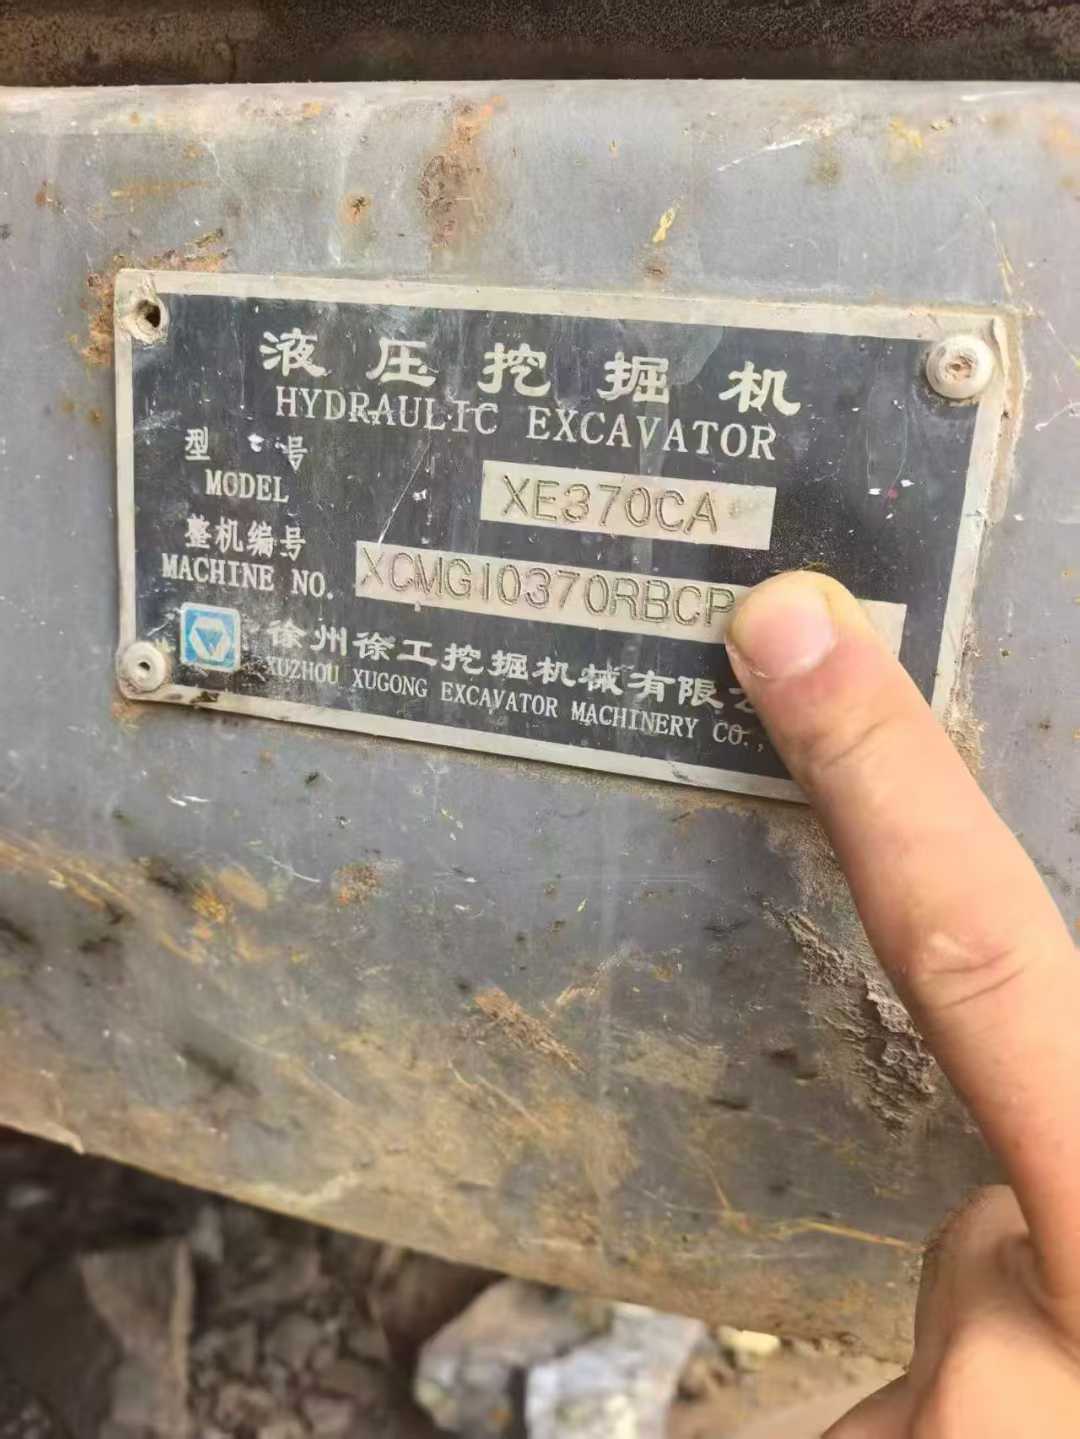 液压挖掘机
HYDRAULIC EXCAVATOR
型号
MODEL
XE370CA
整机编号
MACHINE NO.
XCMG10370RBCP
徐州徐工挖掘机械有限
XUZHOU XUGONG EXCAVATOR MACHINERY CO.,